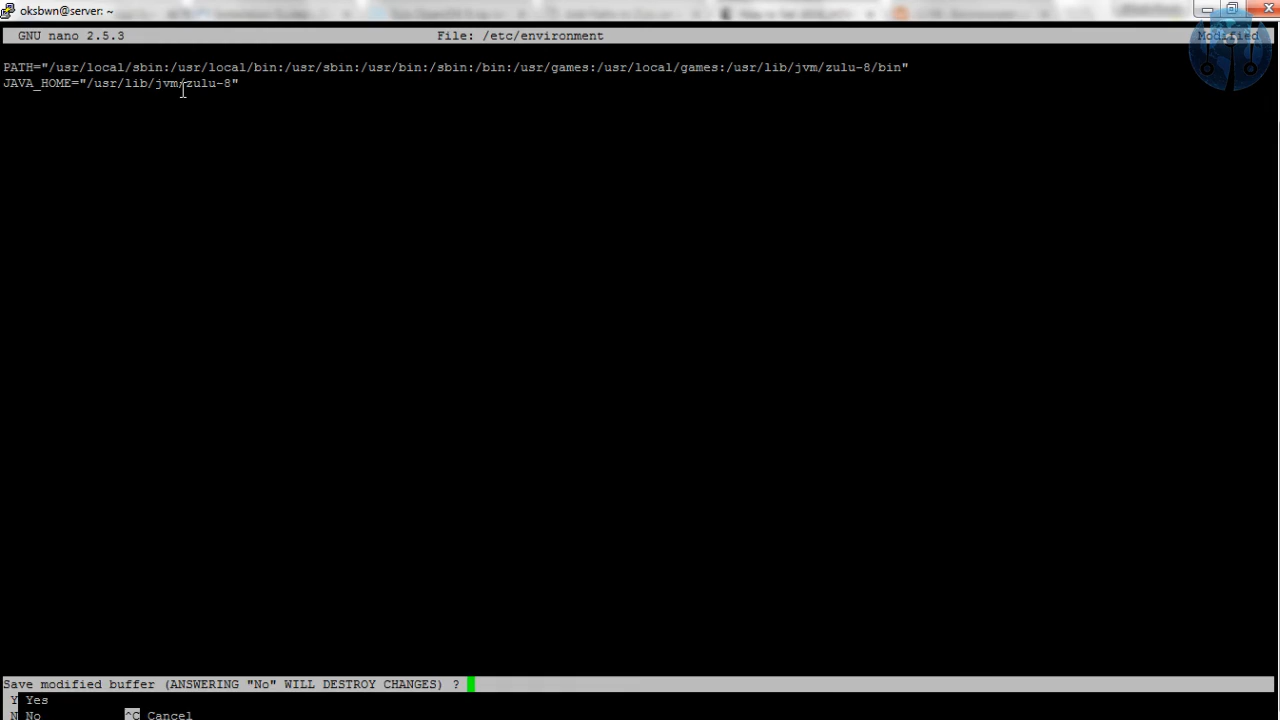 oksbwn@server: ~
GNU nano 2.5.3 File: /etc/environment Modified
PATH="/usr/local/sbin:/usr/local/bin:/usr/sbin:/usr/bin:/sbin:/bin:/usr/games:/usr/local/games:/usr/lib/jvm/zulu-8/bin"
JAVA_HOME="/usr/lib/jvm/zulu-8"
Save modified buffer (ANSWERING "No" WILL DESTROY CHANGES) ?
Y Yes
N No ^C Cancel